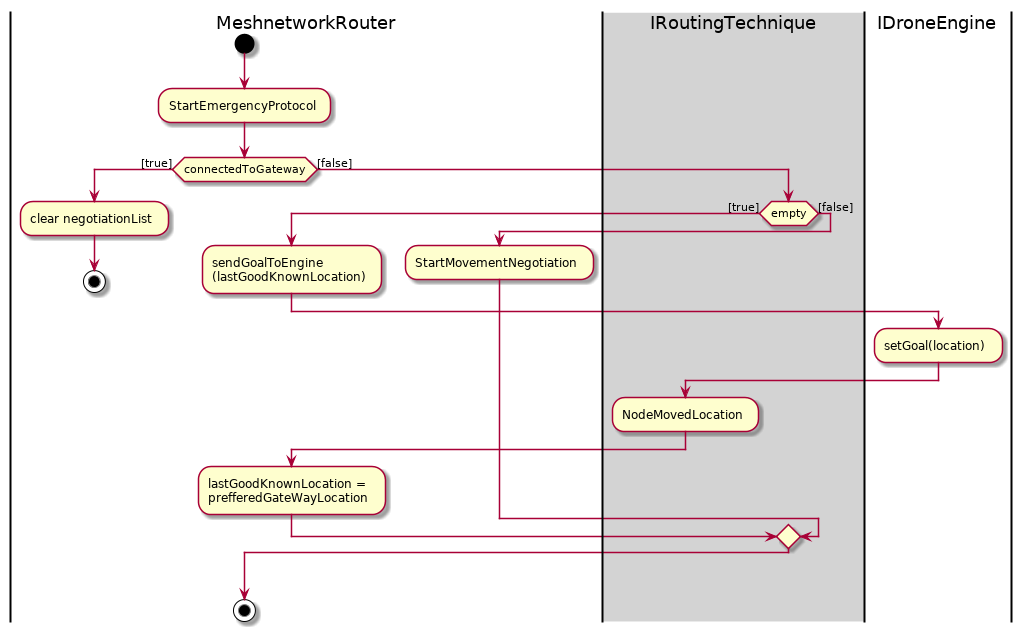 MeshnetworkRouter
IRoutingTechnique
IDroneEngine
StartEmergencyProtocol
[true]
connectedToGateway
[false]
clear negotiationList
[true]
empty
[false]
sendGoalToEngine
(lastGoodKnownLocation)
StartMovementNegotiation
setGoal(location)
NodeMovedLocation
lastGoodKnownLocation =
prefferedGateWayLocation